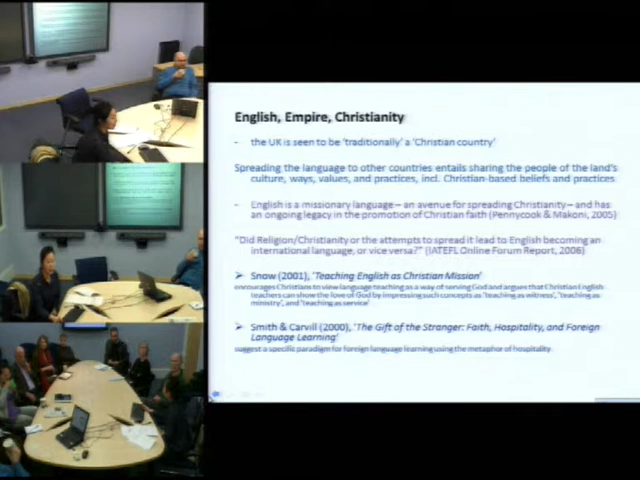 English, Empire, Christianity
- the UK is seen to be 'traditionally' a 'Christian country'
Spreading the language to other countries entails sharing the people of the land's
culture, ways, values, and practices, incl. Christian-based beliefs and practices
- English is a missionary language – an avenue for spreading Christianity – and has
an ongoing legacy in the promotion of Christian faith (Pennycook & Makoni, 2005)
"Did Religion/Christianity or the attempts to spread it lead to English becoming an
international language, or vice versa?" (IATEFL Online Forum Report, 2006)
➤ Snow (2001), 'Teaching English as Christian Mission'
encourages Christians to view language teaching as a way of serving God and argues that Christian English
teachers can show the love of God by impressing such concepts as 'teaching as witness', 'teaching as
ministry', and 'teaching as service'
➤ Smith & Carvill (2000), 'The Gift of the Stranger: Faith, Hospitality, and Foreign
Language Learning'
suggest a specific paradigm for foreign language learning using the metaphor of hospitality